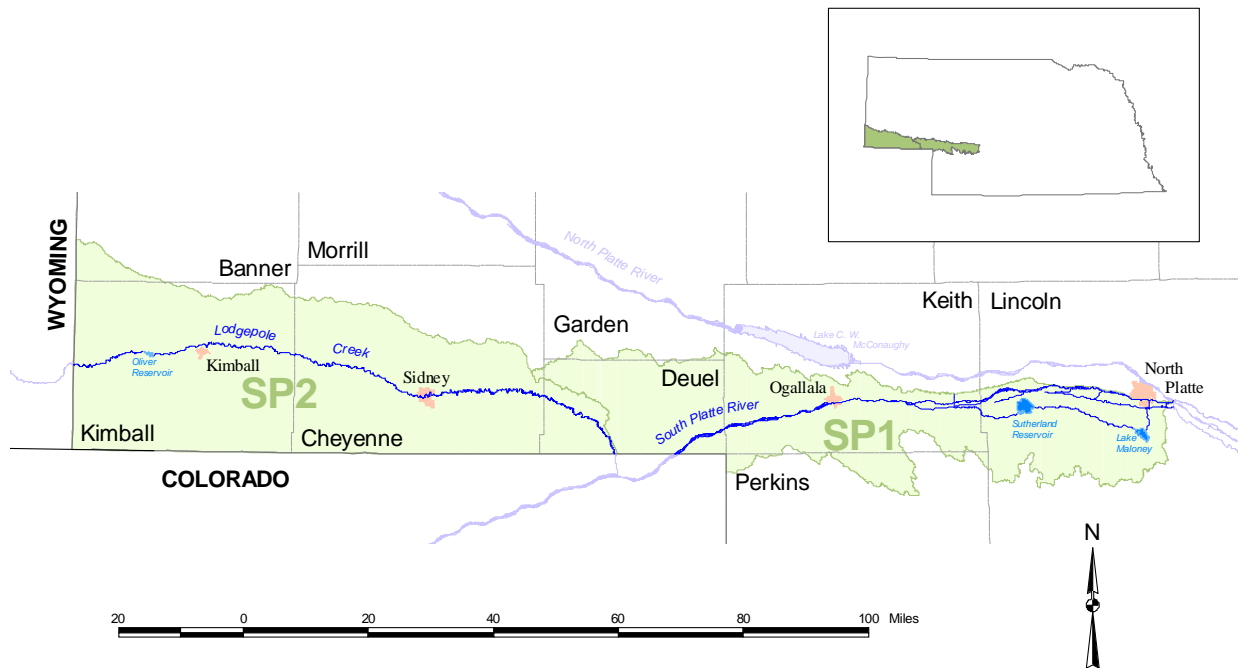 WYOMING
Morrill
Banner
North Platte River
Garden
Keith
Lincoln
Lake C. W.
McConaughy
Lodgepole
Creek
Oliver
Reservoir
Kimball
Sidney
SP2
Deuel
Ogallala
North
Platte
South Platte River
SP1
Sutherland
Reservoir
Lake
Maloney
Kimball
Cheyenne
COLORADO
Perkins
N
20 0 20 40 60 80 100 Miles